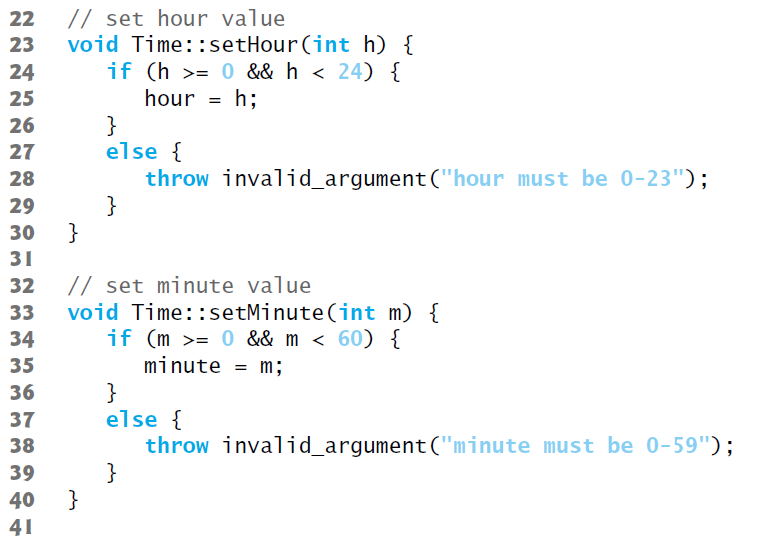 22 // set hour value
23 void Time::setHour(int h) {
24    if (h >= 0 && h < 24) {
25       hour = h;
26    }
27    else {
28       throw invalid_argument("hour must be 0-23");
29    }
30 }
31
32 // set minute value
33 void Time::setMinute(int m) {
34    if (m >= 0 && m < 60) {
35       minute = m;
36    }
37    else {
38       throw invalid_argument("minute must be 0-59");
39    }
40 }
41